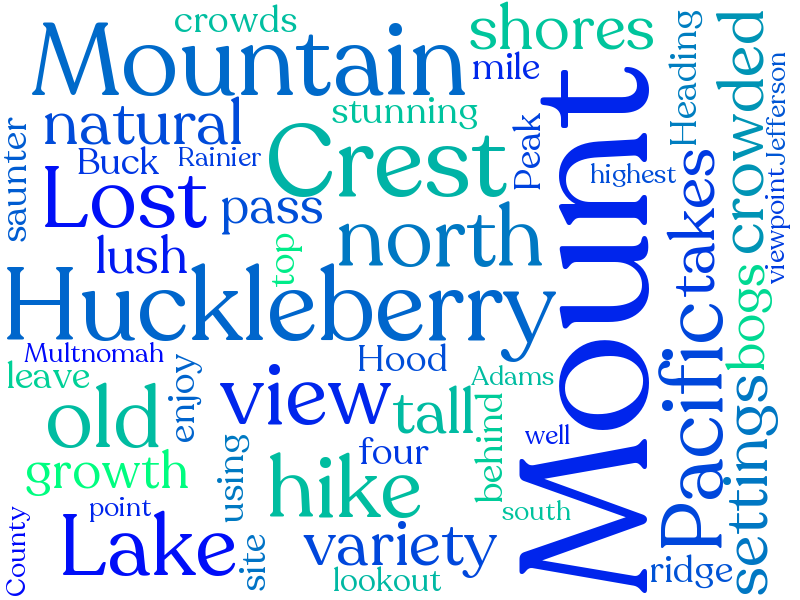 crowds
shores
Mountain
mile
Heading
crowded
natural
stunning
Mount
Jefferson
saunter
Buck
Rainier
Crest
Peak
highest
takes
Lost
pass
north
viewpoint
lush
top
Huckleberry
Pacific
bogs
Multnomah
Hood
leave
enjoy
view
Adams
settings
old
tall
behind
well
growth
using
hike
four
point
south
County
Lake
site
variety
ridge
lookout